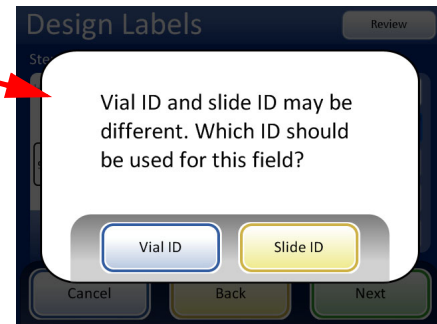 Design Labels
Review
Ste
Vial ID and slide ID may be
different. Which ID should
be used for this field?
Vial ID
Slide ID
Cancel
Back
Next